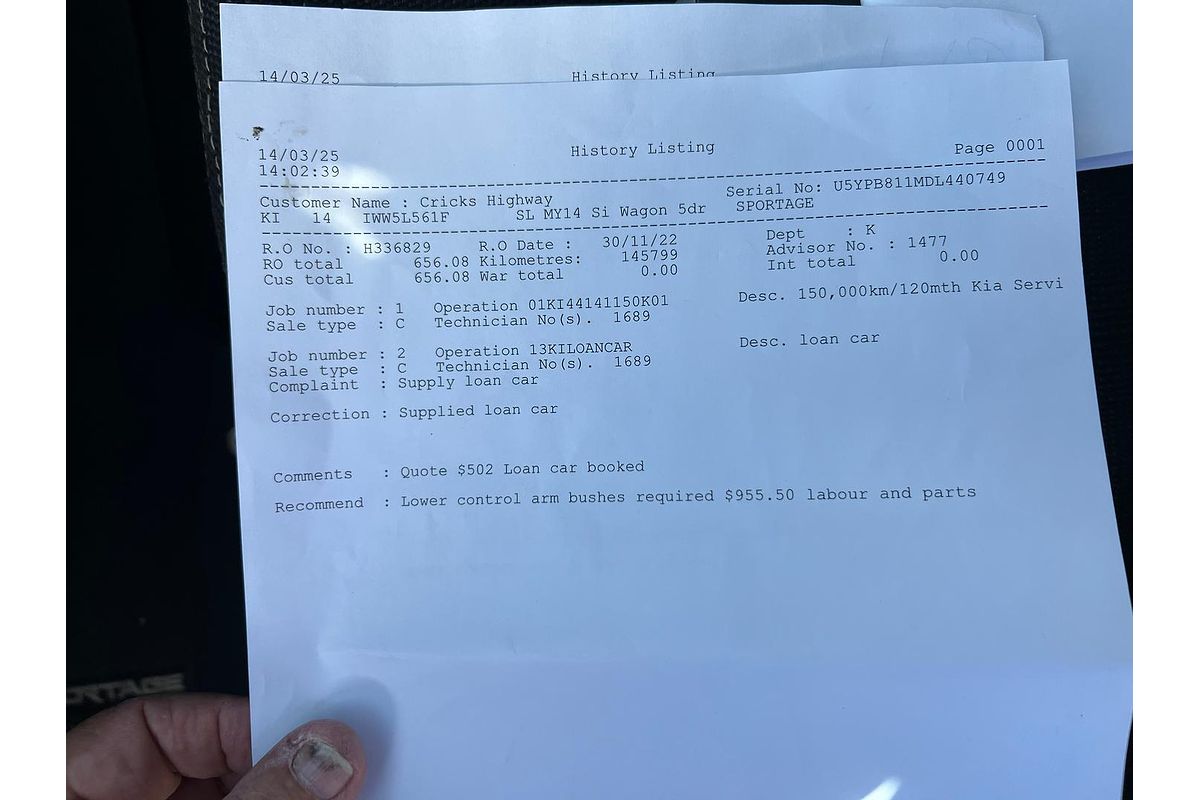 14/03/25 History Listing
14/03/25 History Listing Page 0001
14:02:39
Customer Name : Cricks Highway Serial No: U5YPB811MDL440749
KI 14 IWW5L561F SL MY14 Si Wagon 5dr SPORTAGE
R.O No. : H336829 R.O Date : 30/11/22 Dept : K
RO total 656.08 Kilometres: 145799 Advisor No. : 1477
Cus total 656.08 War total 0.00 Int total 0.00
Job number : 1 Operation 01KI44141150K01 Desc. 150,000km/120mth Kia Servi
Sale type : C Technician No(s). 1689
Job number : 2 Operation 13KILOANCAR Desc. loan car
Sale type : C Technician No(s). 1689
Complaint : Supply loan car
Correction : Supplied loan car
Comments : Quote $502 Loan car booked
Recommend : Lower control arm bushes required $955.50 labour and parts
ORTAGE